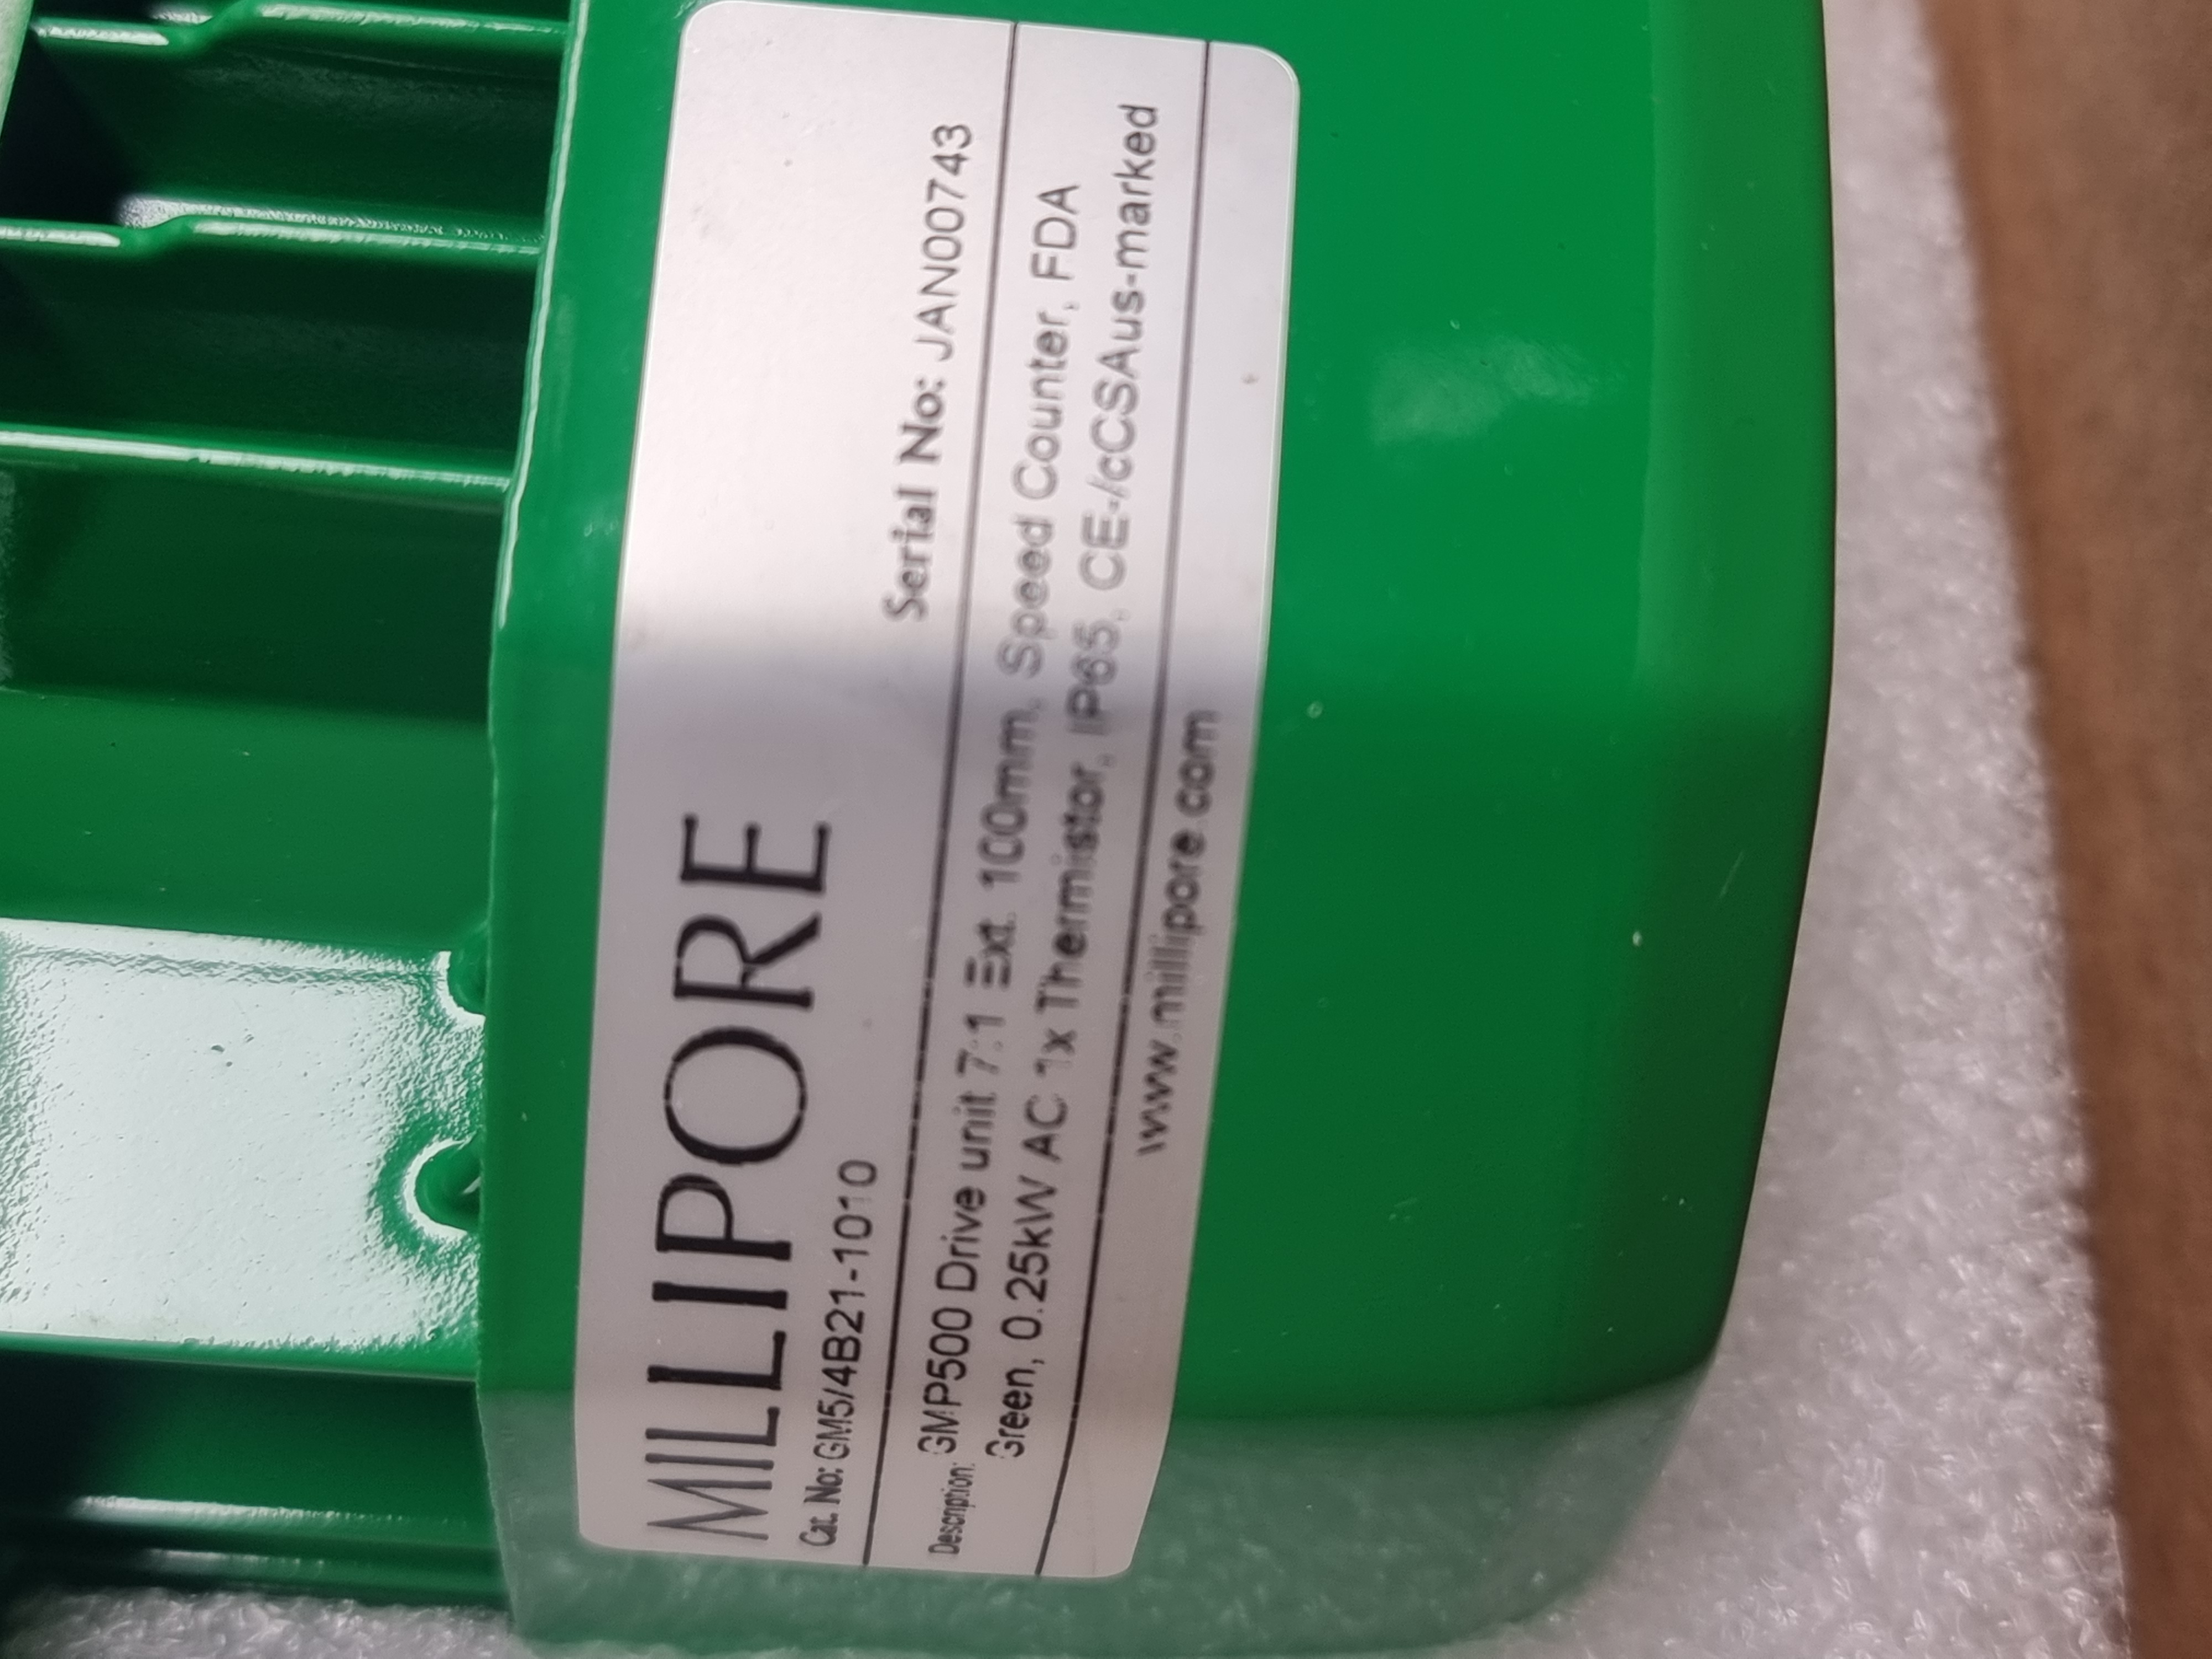 MILLIPORE
Cat. No: GM5/4B21-1010 Serial No: JAN00743
Description: GMP500 Drive unit 7:1 Ext. 100mm, Speed Counter, FDA
Green, 0.25kW AC 1x Thermistor, IP65, CE-/cCSAus-marked
www.millipore.com